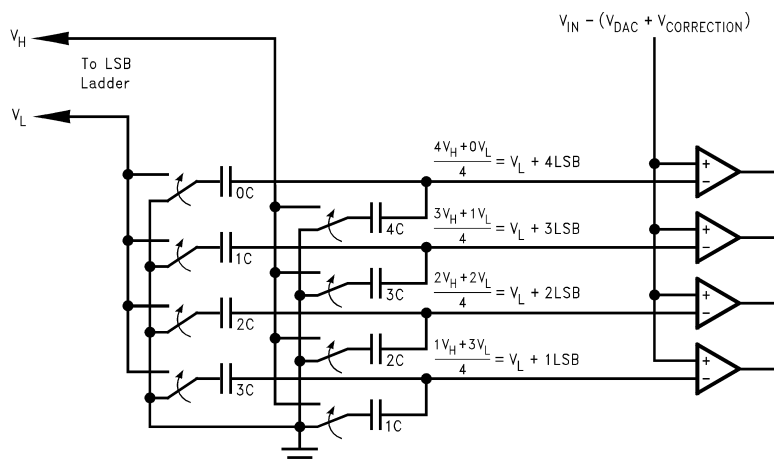 V_H
V_IN – (V_DAC + V_CORRECTION)
To LSB
Ladder
V_L
4V_H+0V_L
4
= V_L + 4LSB
0C
4C
3V_H+1V_L
4
= V_L + 3LSB
1C
3C
2V_H+2V_L
4
= V_L + 2LSB
2C
2C
1V_H+3V_L
4
= V_L + 1LSB
3C
1C
+
–
+
–
+
–
+
–